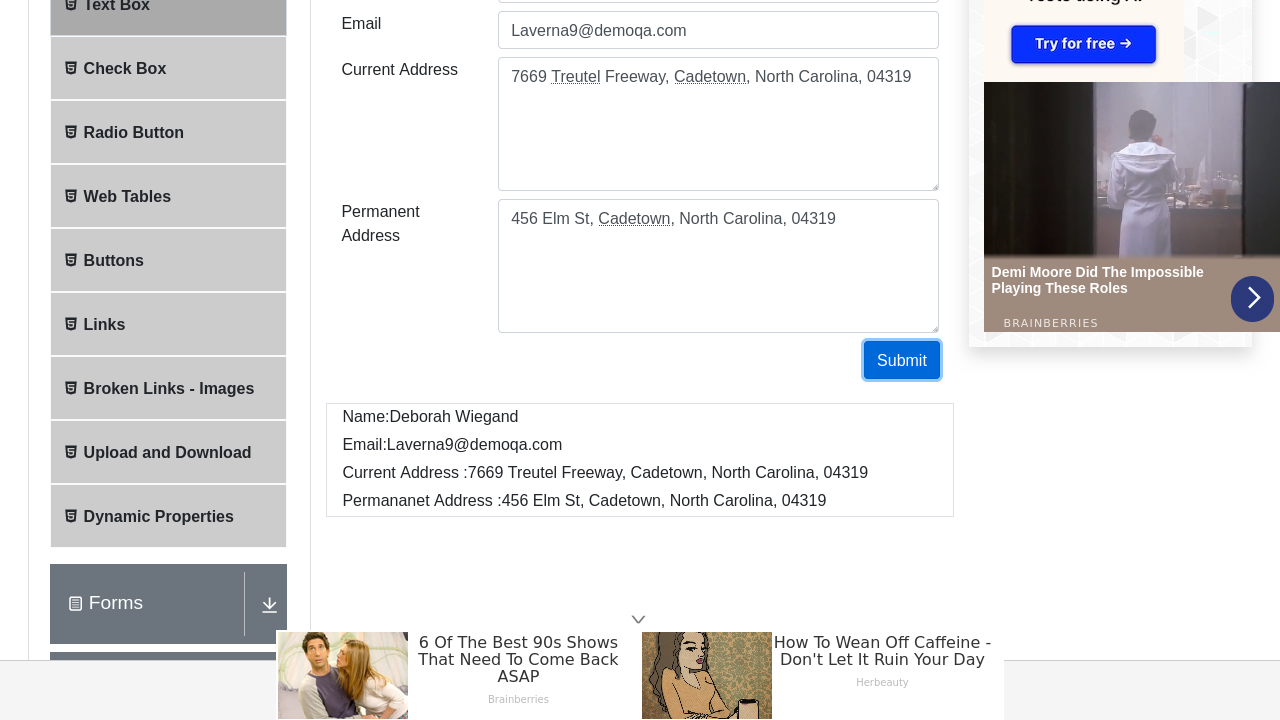 Text Box
Check Box
Radio Button
Web Tables
Buttons
Links
Broken Links - Images
Upload and Download
Dynamic Properties
Forms
Email
Laverna9@demoqa.com
Current Address
7669 Treutel Freeway, Cadetown, North Carolina, 04319
Permanent
Address
456 Elm St, Cadetown, North Carolina, 04319
Submit
Name:Deborah Wiegand
Email:Laverna9@demoqa.com
Current Address :7669 Treutel Freeway, Cadetown, North Carolina, 04319
Permananet Address :456 Elm St, Cadetown, North Carolina, 04319
Try for free →
Demi Moore Did The Impossible
Playing These Roles
BRAINBERRIES
6 Of The Best 90s Shows
That Need To Come Back
ASAP
Brainberries
How To Wean Off Caffeine -
Don't Let It Ruin Your Day
Herbeauty